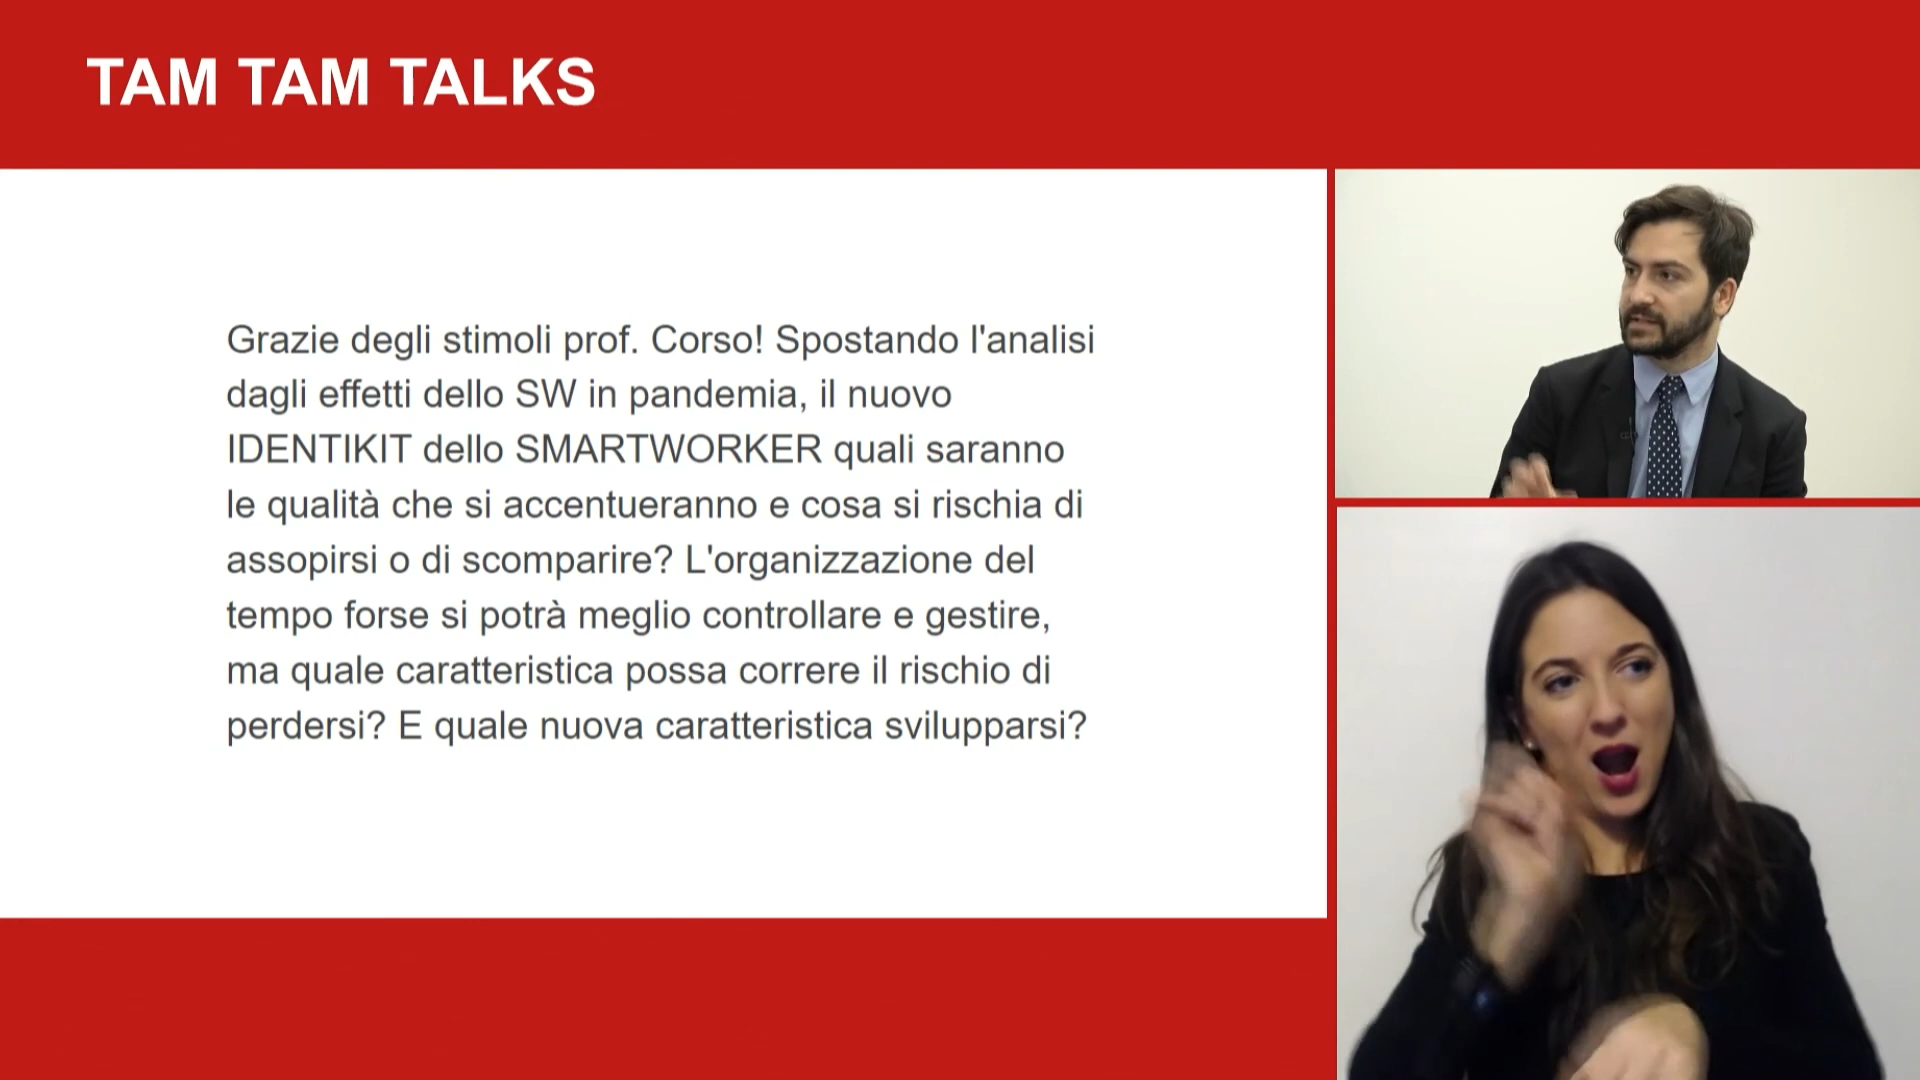 TAM TAM TALKS
Grazie degli stimoli prof. Corso! Spostando l'analisi
dagli effetti dello SW in pandemia, il nuovo
IDENTIKIT dello SMARTWORKER quali saranno
le qualità che si accentueranno e cosa si rischia di
assopirsi o di scomparire? L'organizzazione del
tempo forse si potrà meglio controllare e gestire,
ma quale caratteristica possa correre il rischio di
perdersi? E quale nuova caratteristica svilupparsi?